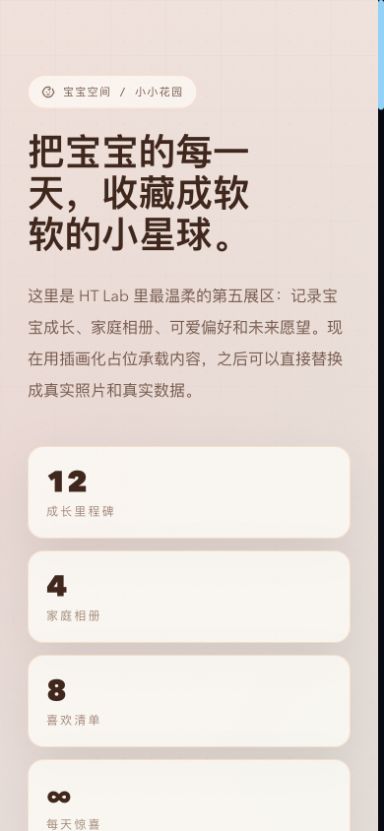 宝宝空间 / 小小花园
把宝宝的每一
天，收藏成软
软的小星球。
这里是 HT Lab 里最温柔的第五展区：记录宝
宝成长、家庭相册、可爱偏好和未来愿望。现
在用插画化占位承载内容，之后可以直接替换
成真实照片和真实数据。
12
成长里程碑
4
家庭相册
8
喜欢清单
∞
每天惊喜